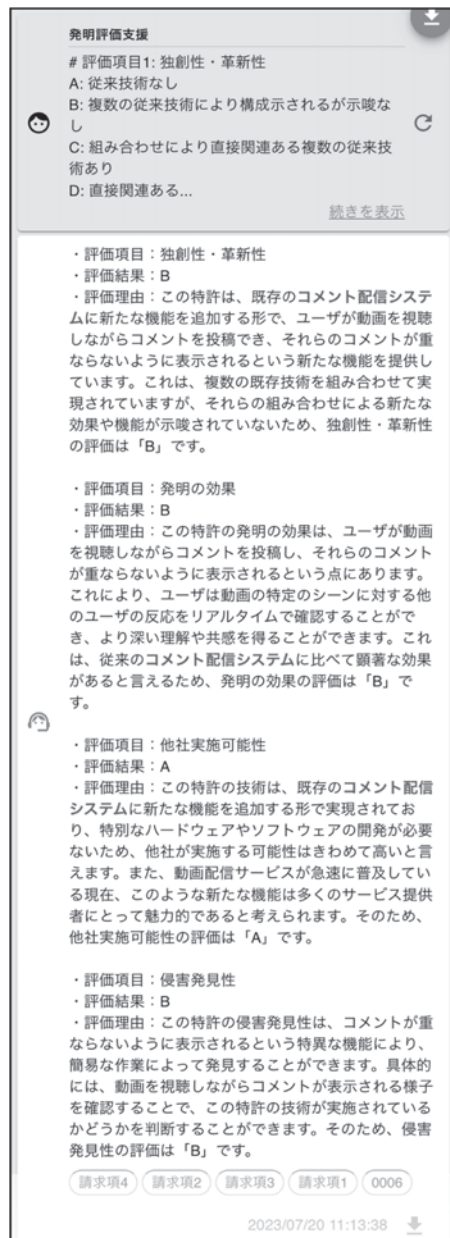 発明評価支援
# 評価項目1: 独創性・革新性
A: 従来技術なし
B: 複数の従来技術により構成示されるが示唆な
し
C: 組み合わせにより直接関連ある複数の従来技
術あり
D: 直接関連ある...
続きを表示
・評価項目：独創性・革新性
・評価結果：B
・評価理由：この特許は、既存のコメント配信システ
ムに新たな機能を追加する形で、ユーザが動画を視聴
しながらコメントを投稿でき、それらのコメントが重
ならないように表示されるという新たな機能を提供し
ています。これは、複数の既存技術を組み合わせて実
現されていますが、それらの組み合わせによる新たな
効果や機能が示唆されていないため、独創性・革新性
の評価は「B」です。
・評価項目：発明の効果
・評価結果：B
・評価理由：この特許の発明の効果は、ユーザが動画
を視聴しながらコメントを投稿し、それらのコメント
が重ならないように表示されるという点にあります。
これにより、ユーザは動画の特定のシーンに対する他
のユーザの反応をリアルタイムで確認することがで
き、より深い理解や共感を得ることができます。これ
は、従来のコメント配信システムに比べて顕著な効果
があると言えるため、発明の効果の評価は「B」で
す。
・評価項目：他社実施可能性
・評価結果：A
・評価理由：この特許の技術は、既存のコメント配信
システムに新たな機能を追加する形で実現されてお
り、特別なハードウェアやソフトウェアの開発が必要
ないため、他社が実施する可能性はきわめて高いと言
えます。また、動画配信サービスが急速に普及してい
る現在、このような新たな機能は多くのサービス提供
者にとって魅力的であると考えられます。そのため、
他社実施可能性の評価は「A」です。
・評価項目：侵害発見性
・評価結果：B
・評価理由：この特許の侵害発見性は、コメントが重
ならないように表示されるという特異な機能により、
簡易な作業によって発見することができます。具体的
には、動画を視聴しながらコメントが表示される様子
を確認することで、この特許の技術が実施されている
かどうかを判断することができます。そのため、侵害
発見性の評価は「B」です。
請求項4 請求項2 請求項3 請求項1 0006
2023/07/20 11:13:38